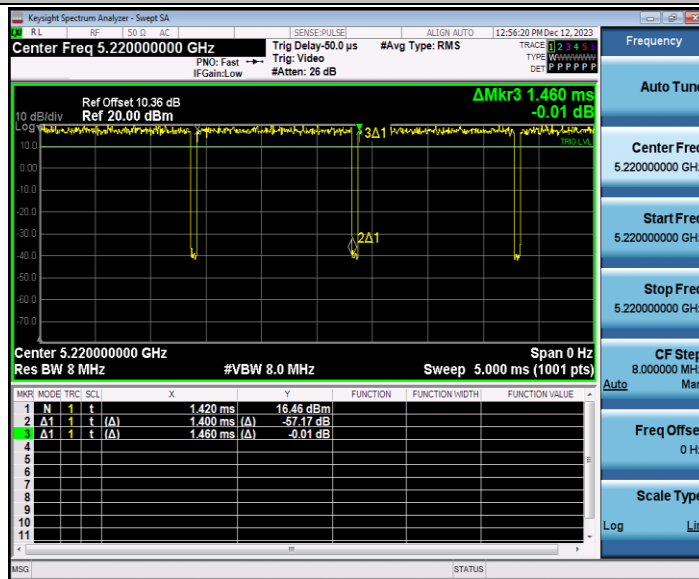 Keysight Spectrum Analyzer - Swept SA
RL RF 50 Ω AC SENSE:PULSE ALIGN AUTO 12:56:20 PM Dec 12, 2023
Center Freq 5.220000000 GHz
PNO: Fast
IFGain:Low
Trig Delay-50.0 µs
Trig: Video
#Atten: 26 dB
#Avg Type: RMS
TRACE 1 2 3 4 5 6
TYPE WWWWWW
DET P P P P P P
Ref Offset 10.36 dB
Ref 20.00 dBm
10 dB/div
Log
ΔMkr3 1.460 ms
-0.01 dB
10.0
0.00
-10.0
-20.0
-30.0
-40.0
-50.0
-60.0
-70.0
3Δ1
TRIG LVL
2Δ1
Center 5.220000000 GHz Span 0 Hz
Res BW 8 MHz #VBW 8.0 MHz Sweep 5.000 ms (1001 pts)
MKR MODE TRC SCL X Y FUNCTION FUNCTION WIDTH FUNCTION VALUE
1 N 1 t 1.420 ms 16.46 dBm
2 Δ1 1 t (Δ) 1.400 ms (Δ) -57.17 dB
3 Δ1 1 t (Δ) 1.460 ms (Δ) -0.01 dB
4
5
6
7
8
9
10
11
MSG STATUS
Frequency
Auto Tune
Center Freq
5.220000000 GHz
Start Freq
5.220000000 GHz
Stop Freq
5.220000000 GHz
CF Step
8.000000 MHz
Auto Man
Freq Offset
0 Hz
Scale Type
Log Lin